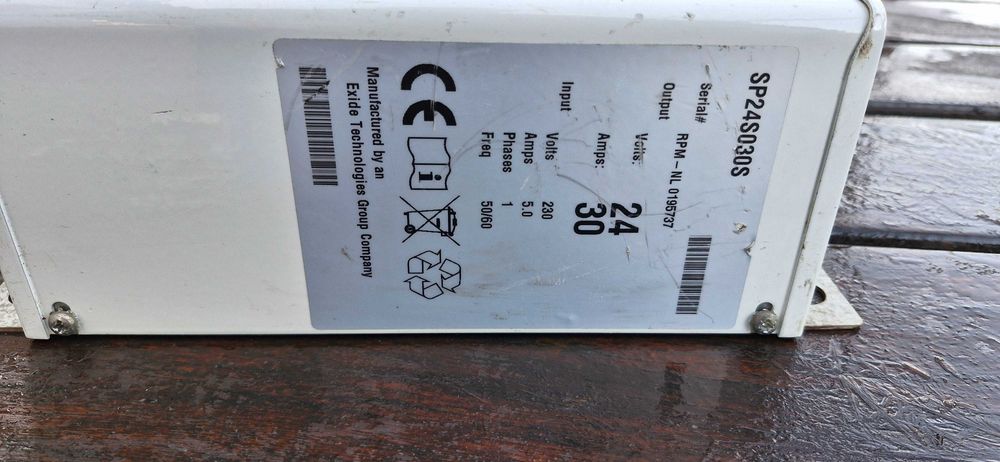 SP24S030S
Serial# RPM – NL 0195737
Output Volts: 24
Amps: 30
Input Volts 230
Amps 5.0
Phases 1
Freq 50/60
CE
i
Manufactured by an
Exide Technologies Group Company